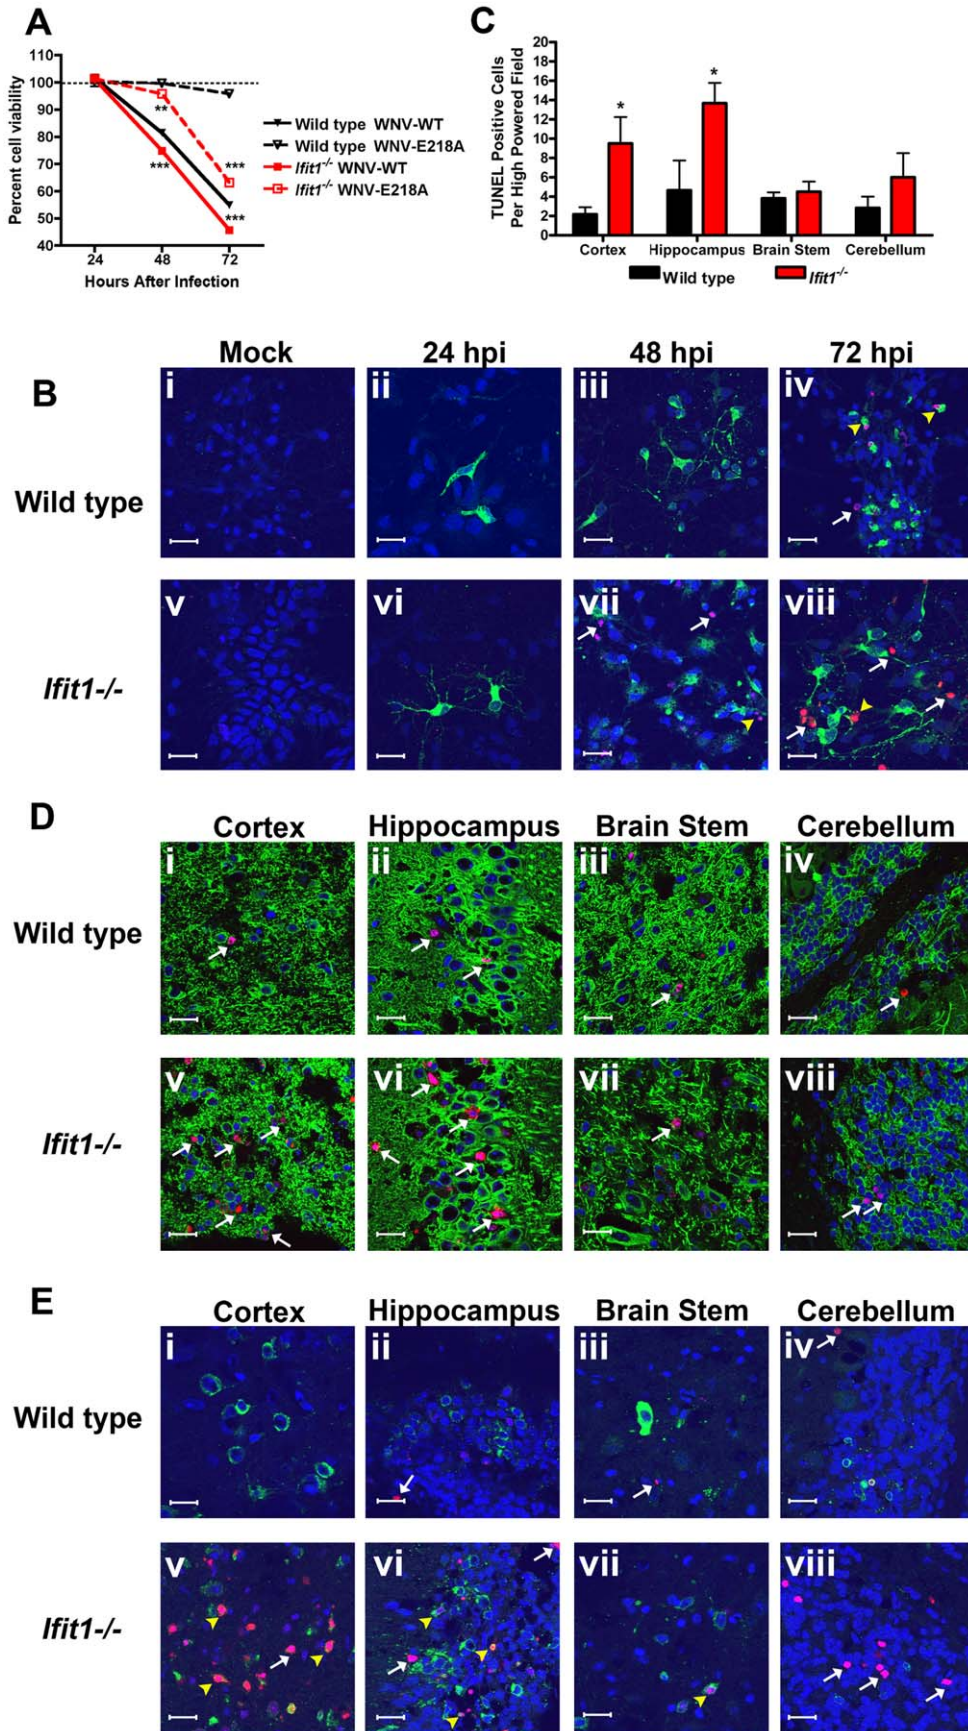 A
Percent cell viability
110
100
90
80
70
60
50
40
24
48
72
Hours After Infection
**
***
***
***
Wild type WNV-WT
Wild type WNV-E218A
Ifit1-/- WNV-WT
Ifit1-/- WNV-E218A
C
TUNEL Positive Cells
Per High Powered Field
20
18
16
14
12
10
8
6
4
2
0
*
*
Cortex
Hippocampus
Brain Stem
Cerebellum
Wild type
Ifit1-/-
B
Mock
24 hpi
48 hpi
72 hpi
Wild type
i
ii
iii
iv
Ifit1-/-
v
vi
vii
viii
D
Cortex
Hippocampus
Brain Stem
Cerebellum
Wild type
i
ii
iii
iv
Ifit1-/-
v
vi
vii
viii
E
Cortex
Hippocampus
Brain Stem
Cerebellum
Wild type
i
ii
iii
iv
Ifit1-/-
v
vi
vii
viii